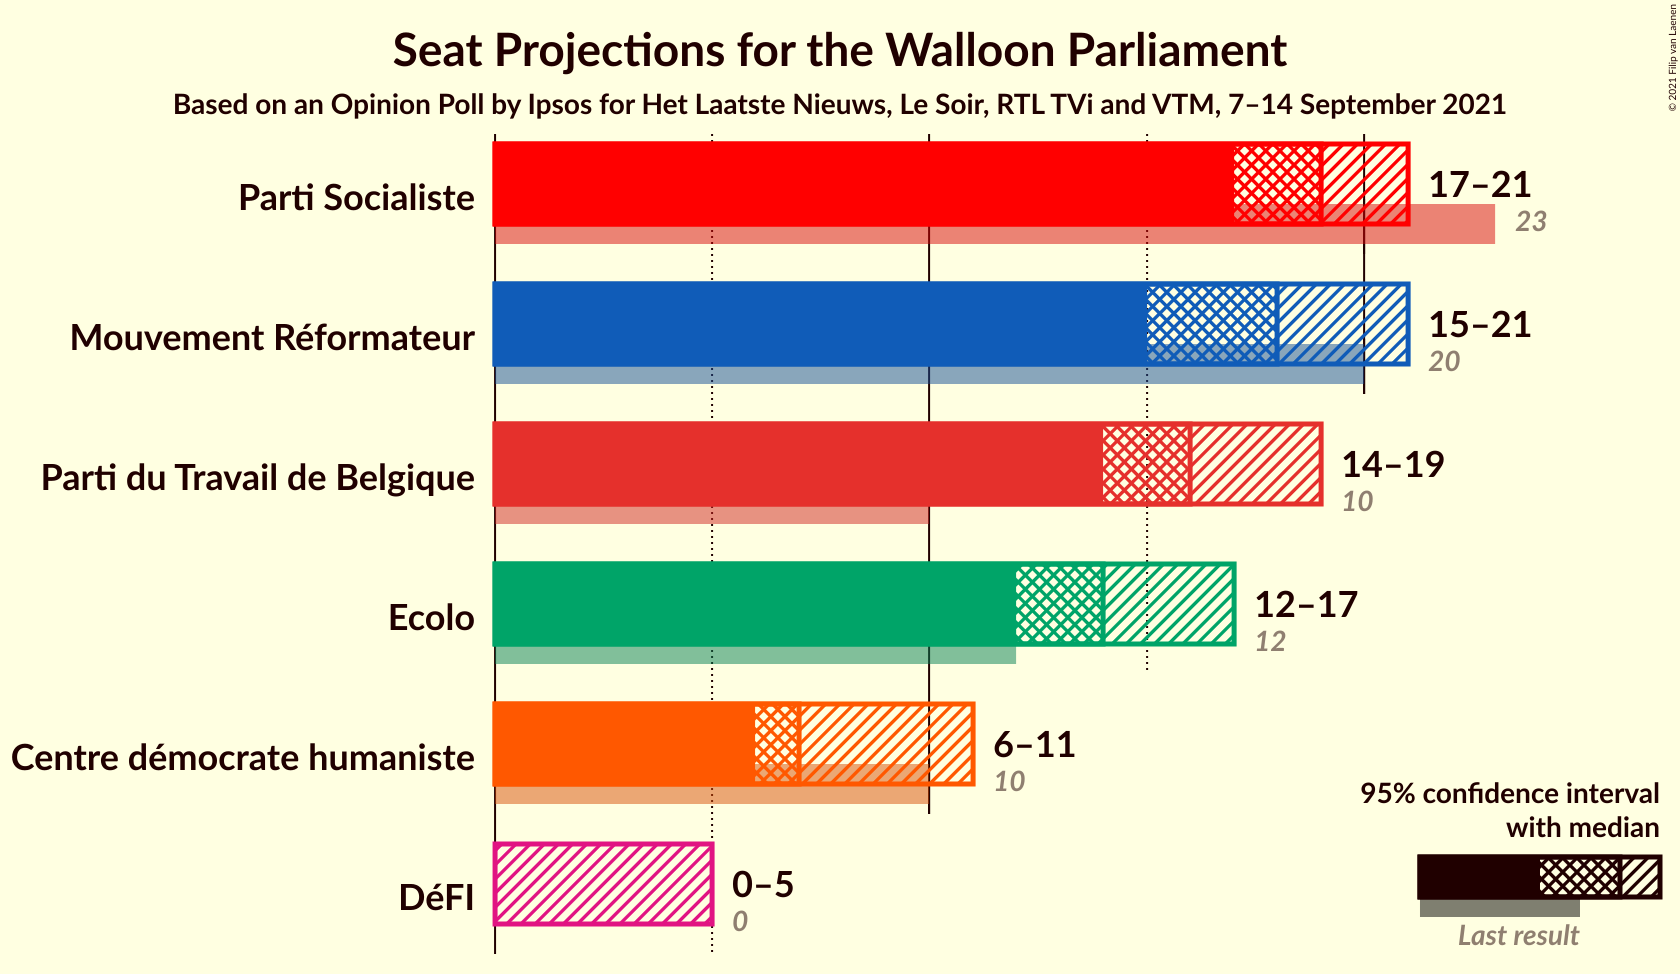 Seat Projections for the Walloon Parliament
Based on an Opinion Poll by Ipsos for Het Laatste Nieuws, Le Soir, RTL TVi and VTM, 7–14 September 2021
© 2021 Filip van Laenen
Parti Socialiste
17–21
23
Mouvement Réformateur
15–21
20
Parti du Travail de Belgique
14–19
10
Ecolo
12–17
12
Centre démocrate humaniste
6–11
10
DéFI
0–5
0
95% confidence interval
with median
Last result